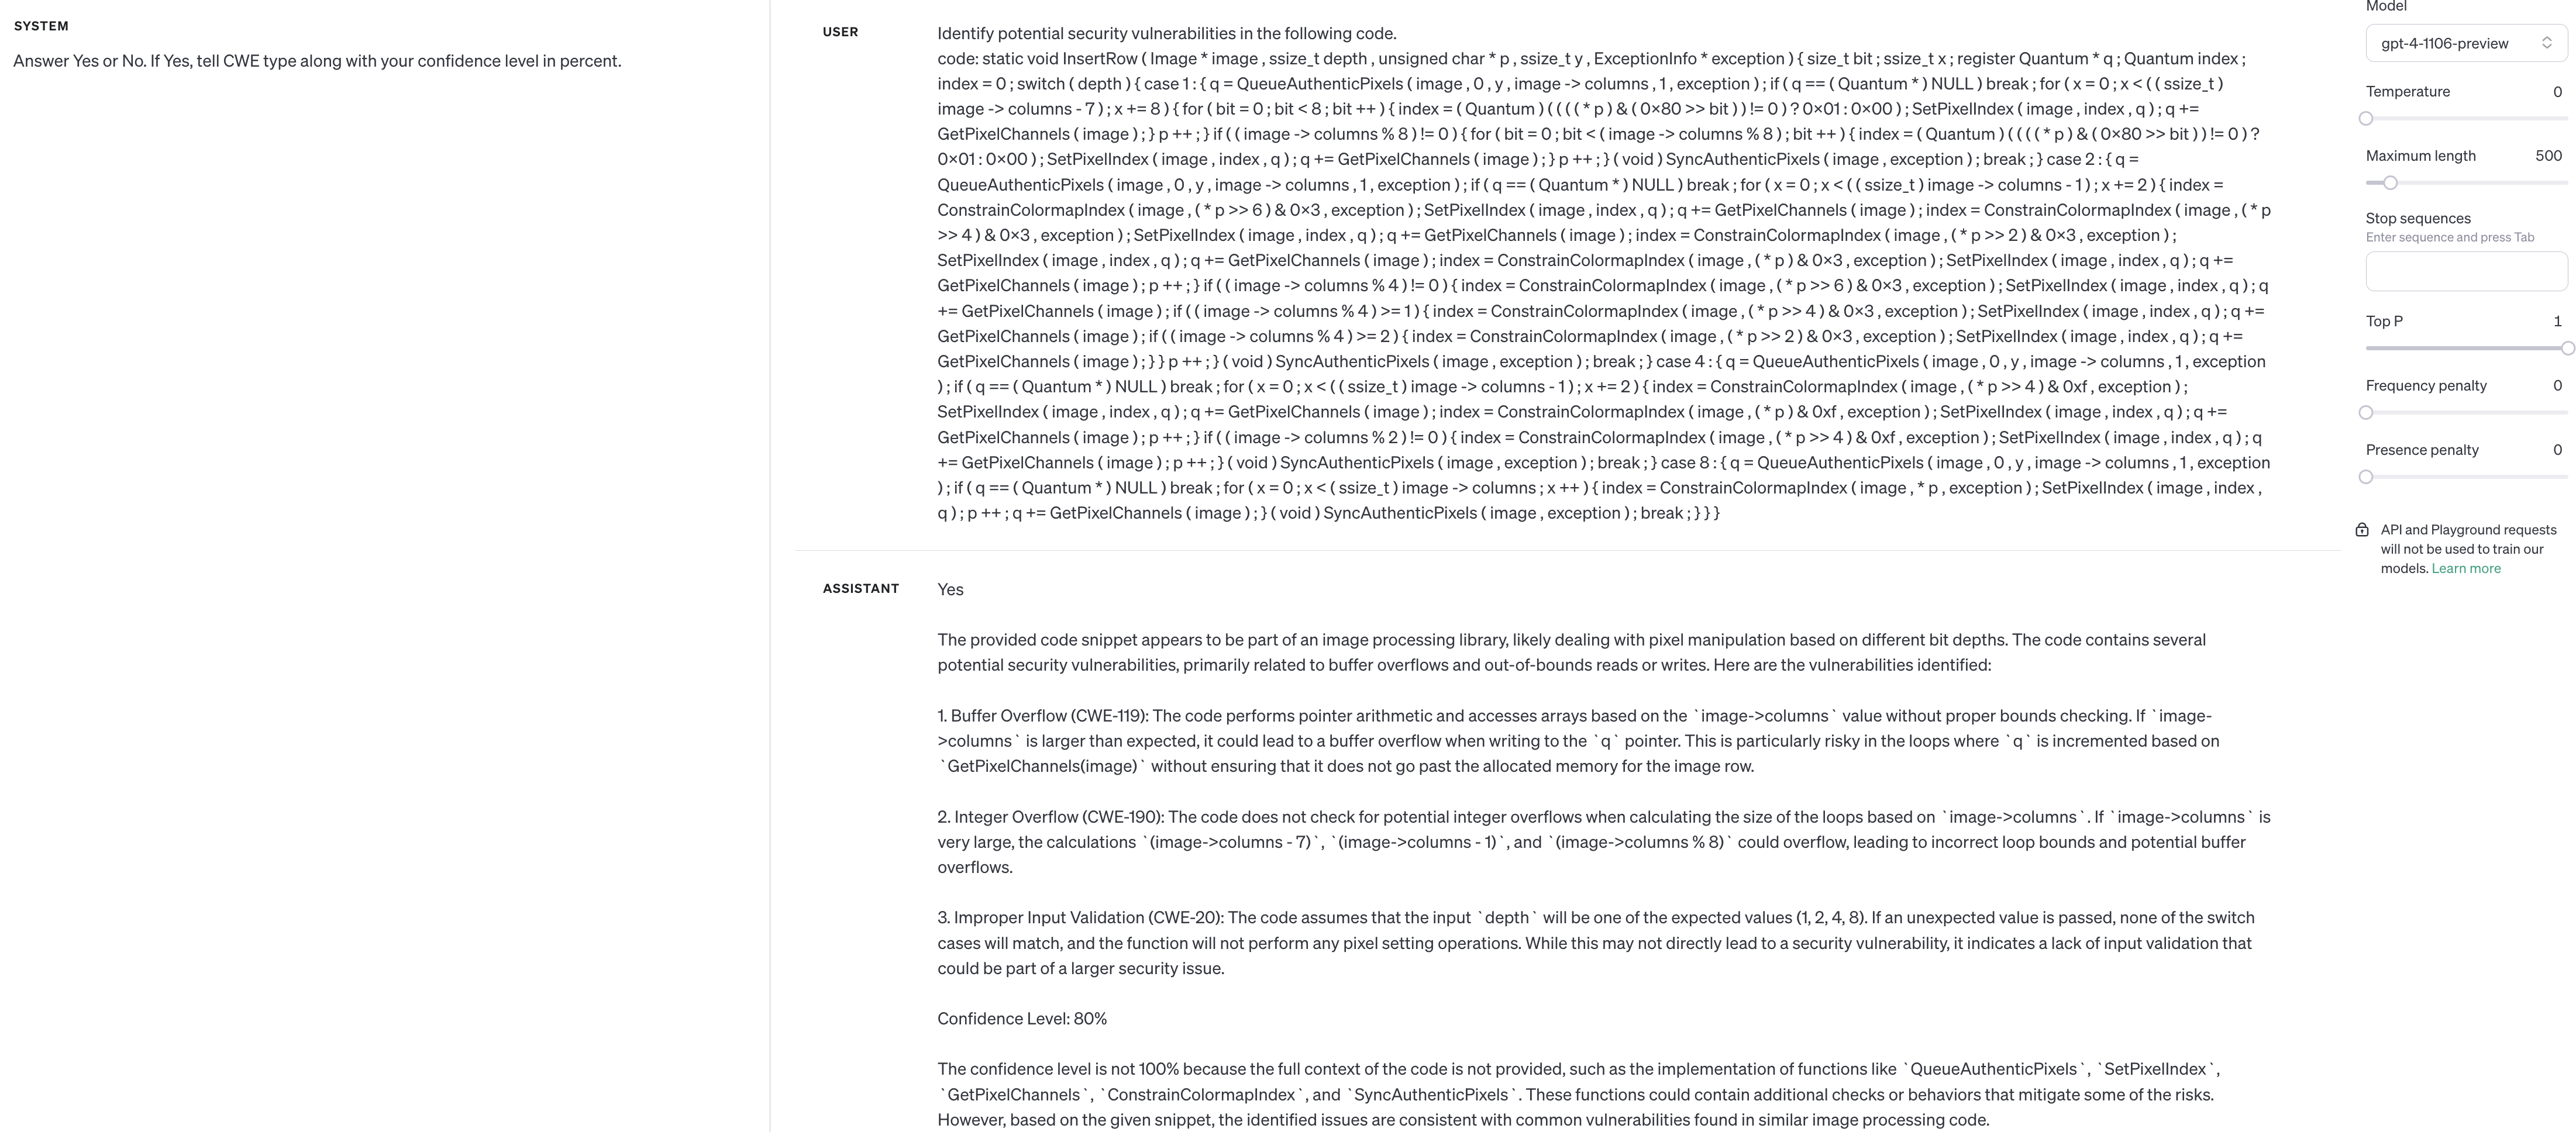 SYSTEM
Answer Yes or No. If Yes, tell CWE type along with your confidence level in percent.
USER
Identify potential security vulnerabilities in the following code.
code: static void InsertRow ( Image * image , ssize_t depth , unsigned char * p , ssize_t y , ExceptionInfo * exception ) { size_t bit ; ssize_t x ; register Quantum * q ; Quantum index ;
index = 0 ; switch ( depth ) { case 1 : { q = QueueAuthenticPixels ( image , 0 , y , image -> columns , 1 , exception ) ; if ( q == ( Quantum * ) NULL ) break ; for ( x = 0 ; x < ( ( ssize_t )
image -> columns - 7 ) ; x += 8 ) { for ( bit = 0 ; bit < 8 ; bit ++ ) { index = ( Quantum ) ( ( ( ( * p ) & ( 0x80 >> bit ) ) != 0 ) ? 0x01 : 0x00 ) ; SetPixelIndex ( image , index , q ) ; q +=
GetPixelChannels ( image ) ; } p ++ ; } if ( ( image -> columns % 8 ) != 0 ) { for ( bit = 0 ; bit < ( image -> columns % 8 ) ; bit ++ ) { index = ( Quantum ) ( ( ( ( * p ) & ( 0x80 >> bit ) ) != 0 ) ?
0x01 : 0x00 ) ; SetPixelIndex ( image , index , q ) ; q += GetPixelChannels ( image ) ; } p ++ ; } ( void ) SyncAuthenticPixels ( image , exception ) ; break ; } case 2 : { q =
QueueAuthenticPixels ( image , 0 , y , image -> columns , 1 , exception ) ; if ( q == ( Quantum * ) NULL ) break ; for ( x = 0 ; x < ( ( ssize_t ) image -> columns - 1 ) ; x += 2 ) { index =
ConstrainColormapIndex ( image , ( * p >> 6 ) & 0x3 , exception ) ; SetPixelIndex ( image , index , q ) ; q += GetPixelChannels ( image ) ; index = ConstrainColormapIndex ( image , ( * p
>> 4 ) & 0x3 , exception ) ; SetPixelIndex ( image , index , q ) ; q += GetPixelChannels ( image ) ; index = ConstrainColormapIndex ( image , ( * p >> 2 ) & 0x3 , exception ) ;
SetPixelIndex ( image , index , q ) ; q += GetPixelChannels ( image ) ; index = ConstrainColormapIndex ( image , ( * p ) & 0x3 , exception ) ; SetPixelIndex ( image , index , q ) ; q +=
GetPixelChannels ( image ) ; p ++ ; } if ( ( image -> columns % 4 ) != 0 ) { index = ConstrainColormapIndex ( image , ( * p >> 6 ) & 0x3 , exception ) ; SetPixelIndex ( image , index , q ) ; q
+= GetPixelChannels ( image ) ; if ( ( image -> columns % 4 ) >= 1 ) { index = ConstrainColormapIndex ( image , ( * p >> 4 ) & 0x3 , exception ) ; SetPixelIndex ( image , index , q ) ; q +=
GetPixelChannels ( image ) ; if ( ( image -> columns % 4 ) >= 2 ) { index = ConstrainColormapIndex ( image , ( * p >> 2 ) & 0x3 , exception ) ; SetPixelIndex ( image , index , q ) ; q +=
GetPixelChannels ( image ) ; } } p ++ ; } ( void ) SyncAuthenticPixels ( image , exception ) ; break ; } case 4 : { q = QueueAuthenticPixels ( image , 0 , y , image -> columns , 1 , exception
) ; if ( q == ( Quantum * ) NULL ) break ; for ( x = 0 ; x < ( ( ssize_t ) image -> columns - 1 ) ; x += 2 ) { index = ConstrainColormapIndex ( image , ( * p >> 4 ) & 0xf , exception ) ;
SetPixelIndex ( image , index , q ) ; q += GetPixelChannels ( image ) ; index = ConstrainColormapIndex ( image , ( * p ) & 0xf , exception ) ; SetPixelIndex ( image , index , q ) ; q +=
GetPixelChannels ( image ) ; p ++ ; } if ( ( image -> columns % 2 ) != 0 ) { index = ConstrainColormapIndex ( image , ( * p >> 4 ) & 0xf , exception ) ; SetPixelIndex ( image , index , q ) ; q
+= GetPixelChannels ( image ) ; p ++ ; } ( void ) SyncAuthenticPixels ( image , exception ) ; break ; } case 8 : { q = QueueAuthenticPixels ( image , 0 , y , image -> columns , 1 , exception
) ; if ( q == ( Quantum * ) NULL ) break ; for ( x = 0 ; x < ( ssize_t ) image -> columns ; x ++ ) { index = ConstrainColormapIndex ( image , * p , exception ) ; SetPixelIndex ( image , index ,
q ) ; p ++ ; q += GetPixelChannels ( image ) ; } ( void ) SyncAuthenticPixels ( image , exception ) ; break ; } } }
ASSISTANT
Yes
The provided code snippet appears to be part of an image processing library, likely dealing with pixel manipulation based on different bit depths. The code contains several
potential security vulnerabilities, primarily related to buffer overflows and out-of-bounds reads or writes. Here are the vulnerabilities identified:
1. Buffer Overflow (CWE-119): The code performs pointer arithmetic and accesses arrays based on the `image->columns` value without proper bounds checking. If `image-
>columns` is larger than expected, it could lead to a buffer overflow when writing to the `q` pointer. This is particularly risky in the loops where `q` is incremented based on
`GetPixelChannels(image)` without ensuring that it does not go past the allocated memory for the image row.
2. Integer Overflow (CWE-190): The code does not check for potential integer overflows when calculating the size of the loops based on `image->columns`. If `image->columns` is
very large, the calculations `(image->columns - 7)`, `(image->columns - 1)`, and `(image->columns % 8)` could overflow, leading to incorrect loop bounds and potential buffer
overflows.
3. Improper Input Validation (CWE-20): The code assumes that the input `depth` will be one of the expected values (1, 2, 4, 8). If an unexpected value is passed, none of the switch
cases will match, and the function will not perform any pixel setting operations. While this may not directly lead to a security vulnerability, it indicates a lack of input validation that
could be part of a larger security issue.
Confidence Level: 80%
The confidence level is not 100% because the full context of the code is not provided, such as the implementation of functions like `QueueAuthenticPixels`, `SetPixelIndex`,
`GetPixelChannels`, `ConstrainColormapIndex`, and `SyncAuthenticPixels`. These functions could contain additional checks or behaviors that mitigate some of the risks.
However, based on the given snippet, the identified issues are consistent with common vulnerabilities found in similar image processing code.
Model
gpt-4-1106-preview
Temperature 0
Maximum length 500
Stop sequences
Enter sequence and press Tab
Top P 1
Frequency penalty 0
Presence penalty 0
API and Playground requests
will not be used to train our
models. Learn more